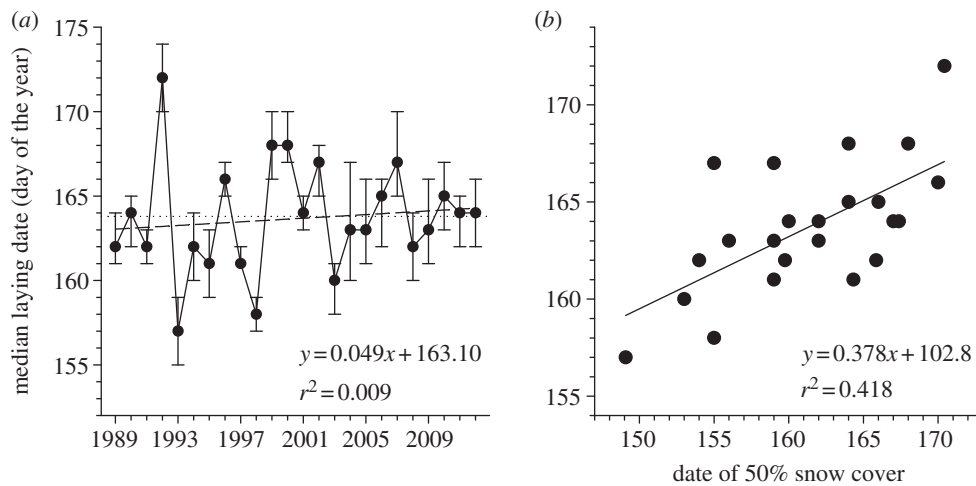 (a)
175
170
165
160
155
median laying date (day of the year)
y=0.049x+163.10
r²=0.009
1989 1993 1997 2001 2005 2009
(b)
170
165
160
155
y=0.378x+102.8
r²=0.418
150 155 160 165 170
date of 50% snow cover